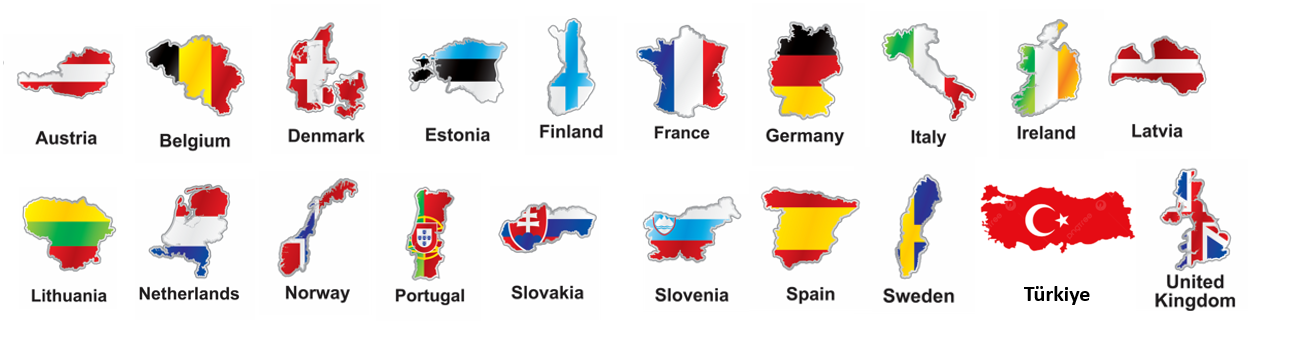 Austria
Belgium
Denmark
Estonia
Finland
France
Germany
Italy
Ireland
Latvia
Lithuania
Netherlands
Norway
Portugal
Slovakia
Slovenia
Spain
Sweden
Türkiye
United
Kingdom